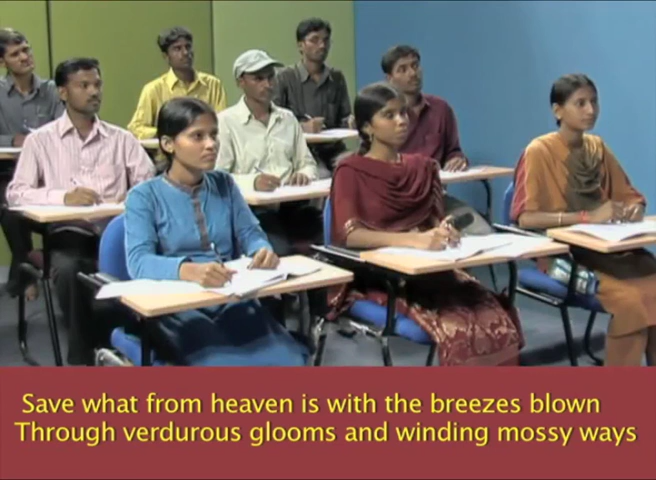 Save what from heaven is with the breezes blown
Through verdurous glooms and winding mossy ways